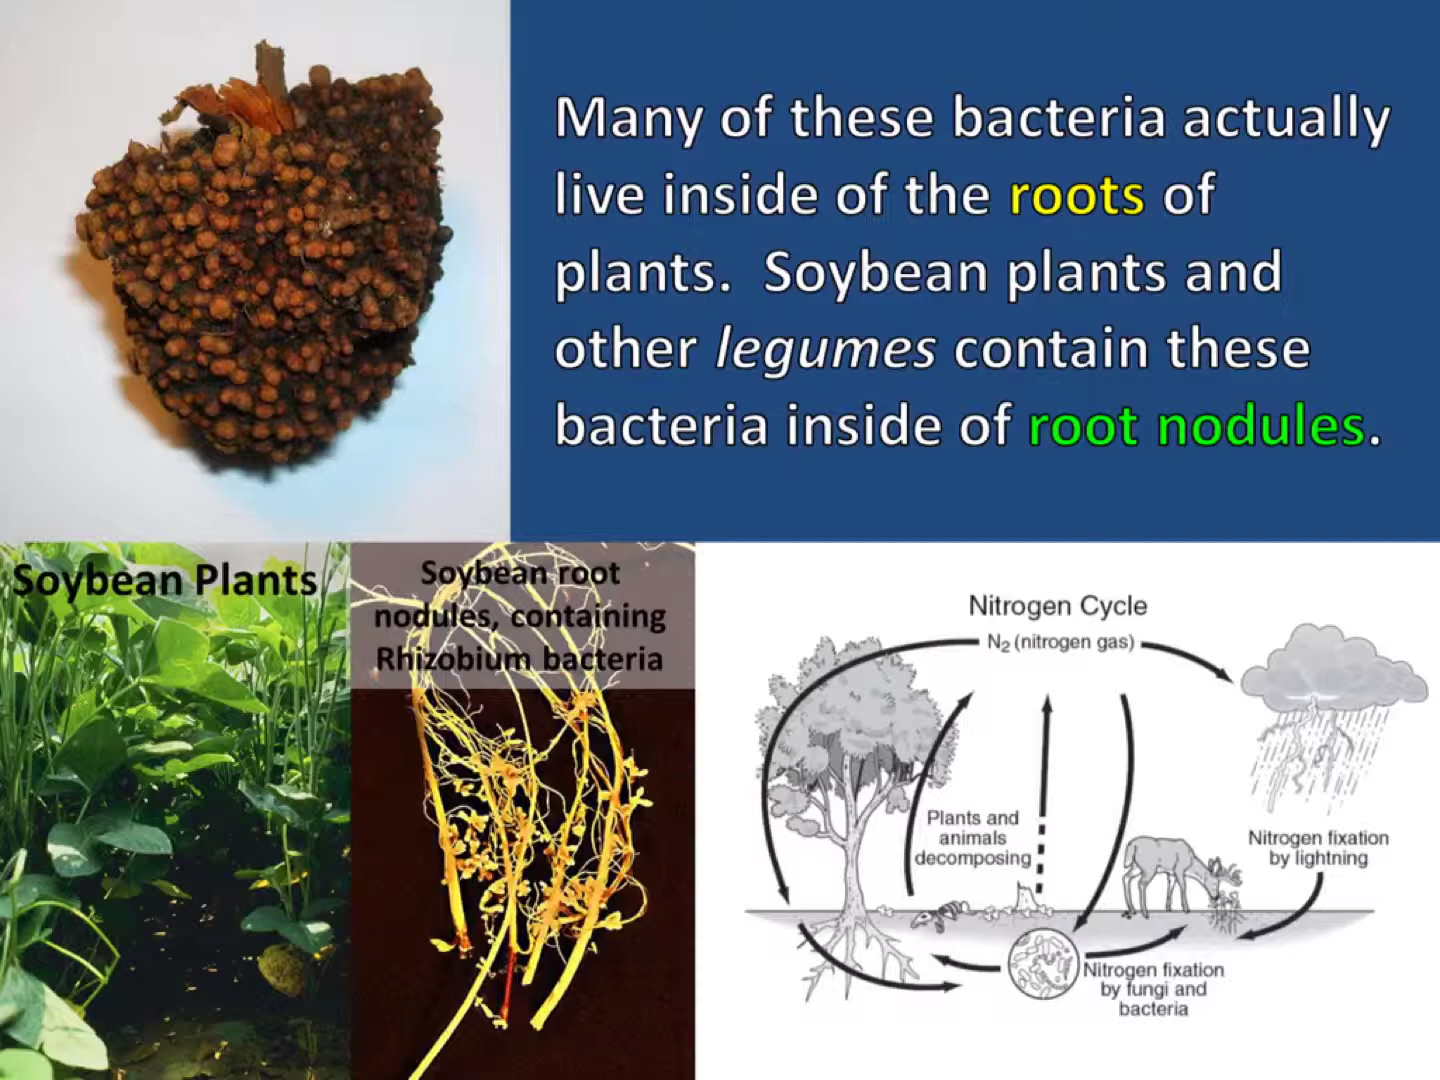 Many of these bacteria actually
live inside of the roots of
plants.  Soybean plants and
other legumes contain these
bacteria inside of root nodules.
Soybean Plants
Soybean root
nodules, containing
Rhizobium bacteria
Nitrogen Cycle
N₂ (nitrogen gas)
Plants and
animals
decomposing
Nitrogen fixation
by lightning
Nitrogen fixation
by fungi and
bacteria